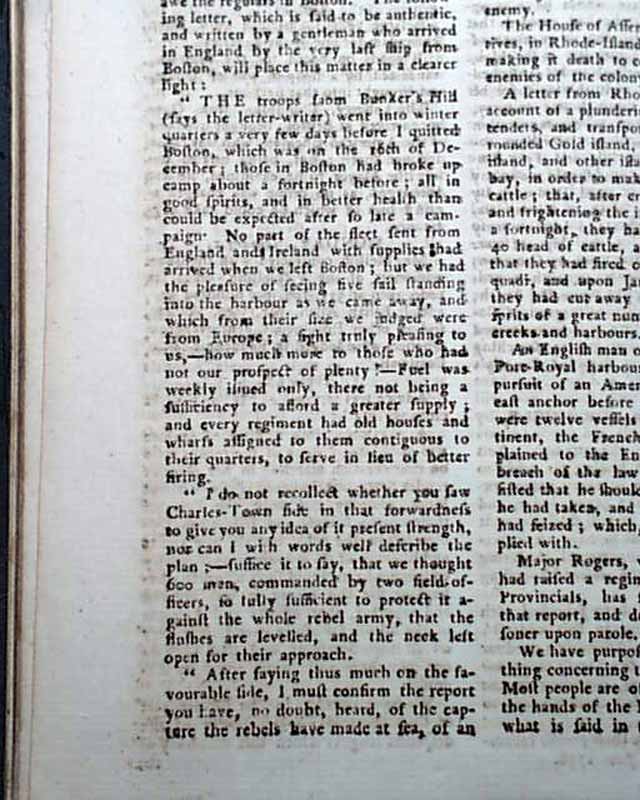 awe the regulars in Boston. The follow-
ing letter, which is ſaid to be authentic,
and written by a gentleman who arrived
in England by the very laſt ſhip from
Boſton, will place this matter in a clearer
light:
“ THE troops from Bunker's Hill
(ſays the letter-writer) went into winter
quarters a very few days before I quitted
Boſton, which was on the 16th of De-
cember; thoſe in Boſton had broke up
camp about a fortnight before; all in
good ſpirits, and in better health than
could be expected after ſo late a cam-
paign. No part of the fleet ſent from
England and Ireland with ſupplies had
arrived when we left Boſton; but we had
the pleaſure of ſeeing five ſail ſtanding
into the harbour as we came away, and
which from their ſize we judged were
from Europe; a ſight truly pleaſing to
us,—how much more to thoſe who had
not our proſpect of plenty!—Fuel was
weekly iſſued only, there not being a
ſufficiency to afford a greater ſupply;
and every regiment had old houſes and
wharfs aſſigned to them contiguous to
their quarters, to ſerve in lieu of better
firing.
“ I do not recollect whether you ſaw
Charles-Town ſide in that forwardneſs
to give you any idea of it preſent ſtrength,
nor can I with words well deſcribe the
plan;—ſuffice it to ſay, that we thought
600 men, commanded by two field-of-
ficers, ſo fully ſufficient to protect it a-
gainſt the whole rebel army, that the
fluſhes are levelled, and the neck left
open for their approach.
“ After ſaying thus much on the fa-
vourable ſide, I muſt confirm the report
you have, no doubt, heard, of the cap-
ture the rebels have made at ſea, of an
enemy.
The Houſe of
tives, in Rhode-Iſland
making it death to
enemies of the
A letter from
account of a
tenders, and
rounded Gold iſland,
iſland, and other
bay, in order to
cattle; that, after
and frightening the
a fortnight, they
40 head of cattle,
that they had fired
and upon
they had cut away
ſprits of a great
creeks and harbours.
An Engliſh man
Port-Royal
purſuit of an
eaſt anchor before
were twelve veſſels
tinent, the French
plained to the
breach of the law
ſiſted that he
he had taken, and
had ſeized; which,
plied with.
Major Rogers,
had raiſed a
Provincials, has
that report, and
ſoner upon parole.
We have
thing concerning
Moſt people are
the hands of the
what is ſaid in